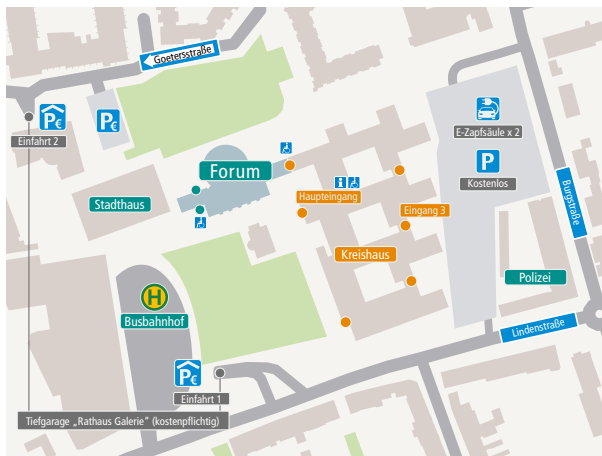 Goetersstraße
P€
P€
Einfahrt 2
E-Zapfsäule x 2
P
Kostenlos
Forum
Stadthaus
i
Haupteingang
Eingang 3
Burgstraße
Kreishaus
Polizei
H
Busbahnhof
Lindenstraße
P€
Einfahrt 1
Tiefgarage „Rathaus Galerie“ (kostenpflichtig)